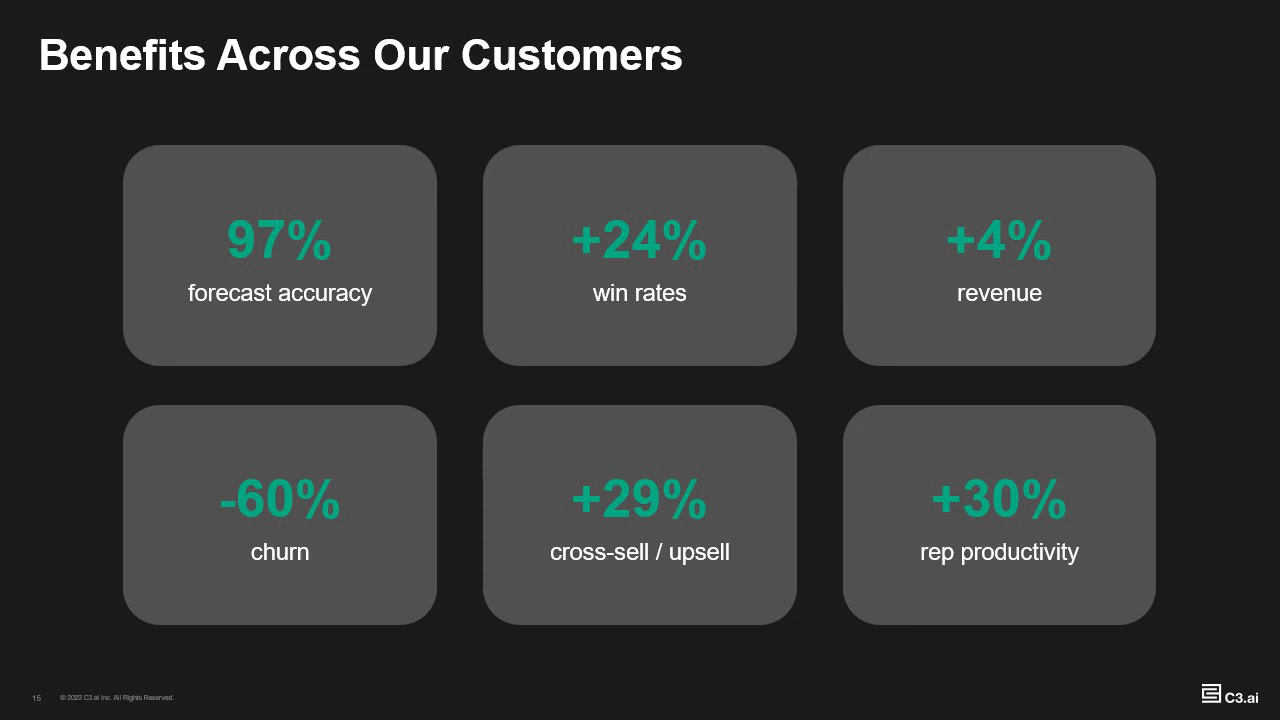 Benefits Across Our Customers
97%
forecast accuracy
+24%
win rates
+4%
revenue
-60%
churn
+29%
cross-sell / upsell
+30%
rep productivity
15
© 2022 C3.ai Inc. All Rights Reserved.
C3.ai